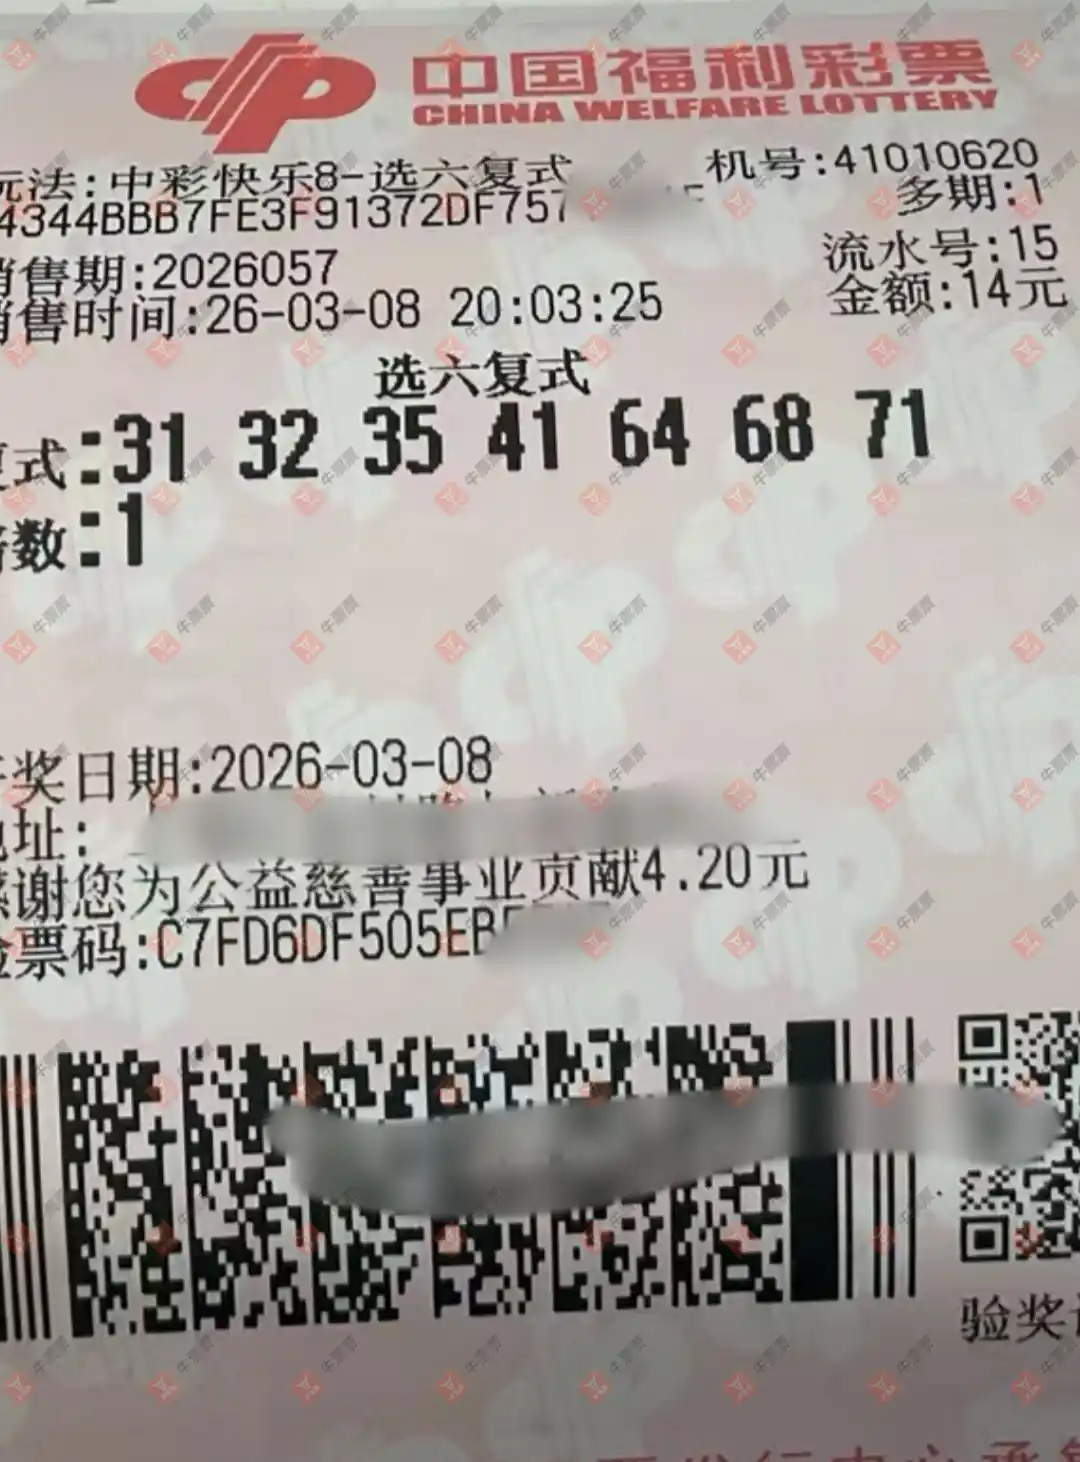 中国福利彩票
CHINA WELFARE LOTTERY
玩法:中彩快乐8-选六复式 机号:41010620
4344BBB7FE3F91372DF757 多期:1
销售期:2026057 流水号:15
销售时间:26-03-08 20:03:25 金额:14元
选六复式
复式:31 32 35 41 64 68 71
倍数:1
开奖日期:2026-03-08
地址:
感谢您为公益慈善事业贡献4.20元
验票码:C7FD6DF505EB
验奖
牛票票